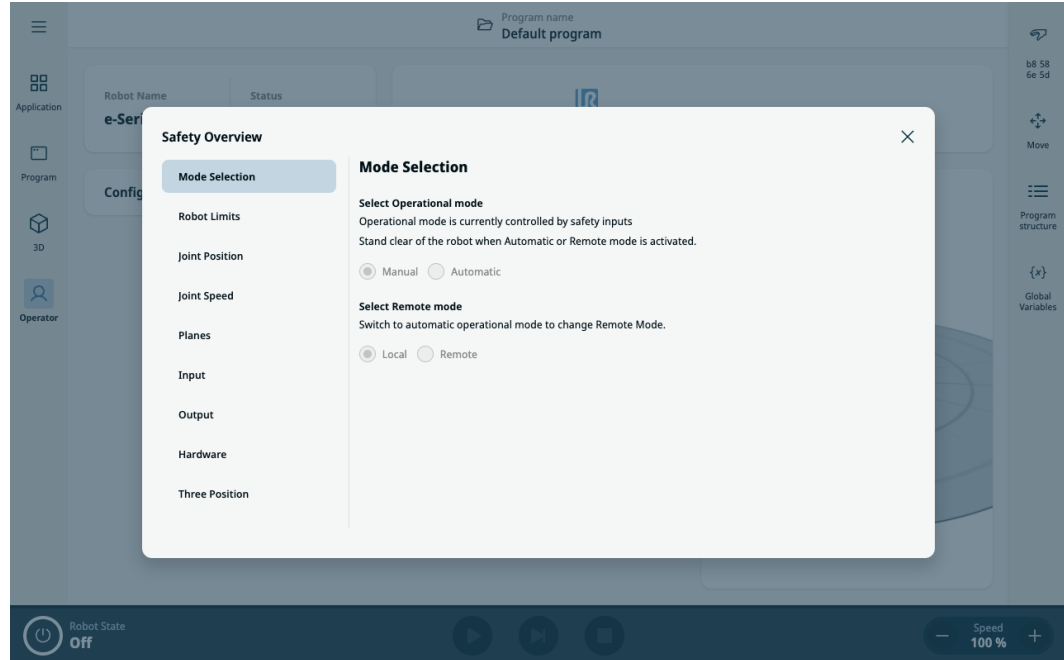 Program name
Default program
b8 58
6e 5d
Application
Robot Name
Status
e-Seri
Move
Safety Overview
Program
Config
Program
structure
3D
Global
Variables
Operator
Mode Selection
Robot Limits
Joint Position
Joint Speed
Planes
Input
Output
Hardware
Three Position
Mode Selection
Select Operational mode
Operational mode is currently controlled by safety inputs
Stand clear of the robot when Automatic or Remote mode is activated.
Manual Automatic
Select Remote mode
Switch to automatic operational mode to change Remote Mode.
Local Remote
{x}
Robot State
Off
Speed
100 %